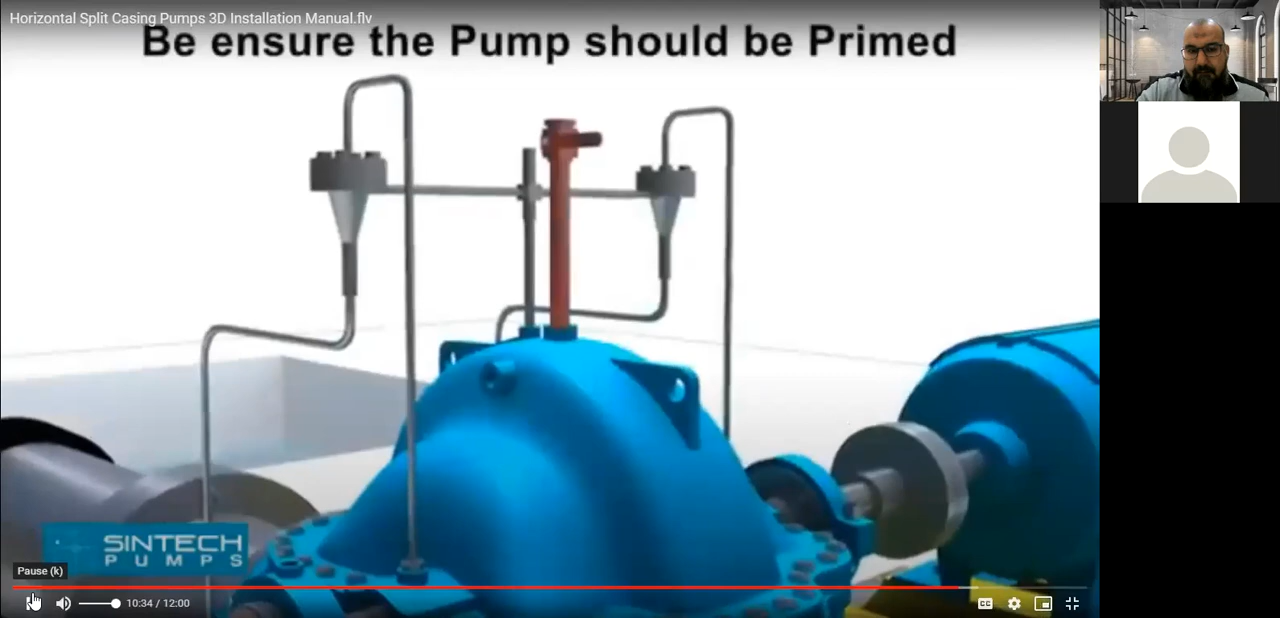 Horizontal Split Casing Pumps 3D Installation Manual.flv
Be ensure the Pump should be Primed
SINTECH
PUMPS
Pause (k)
10:34 / 12:00
CC